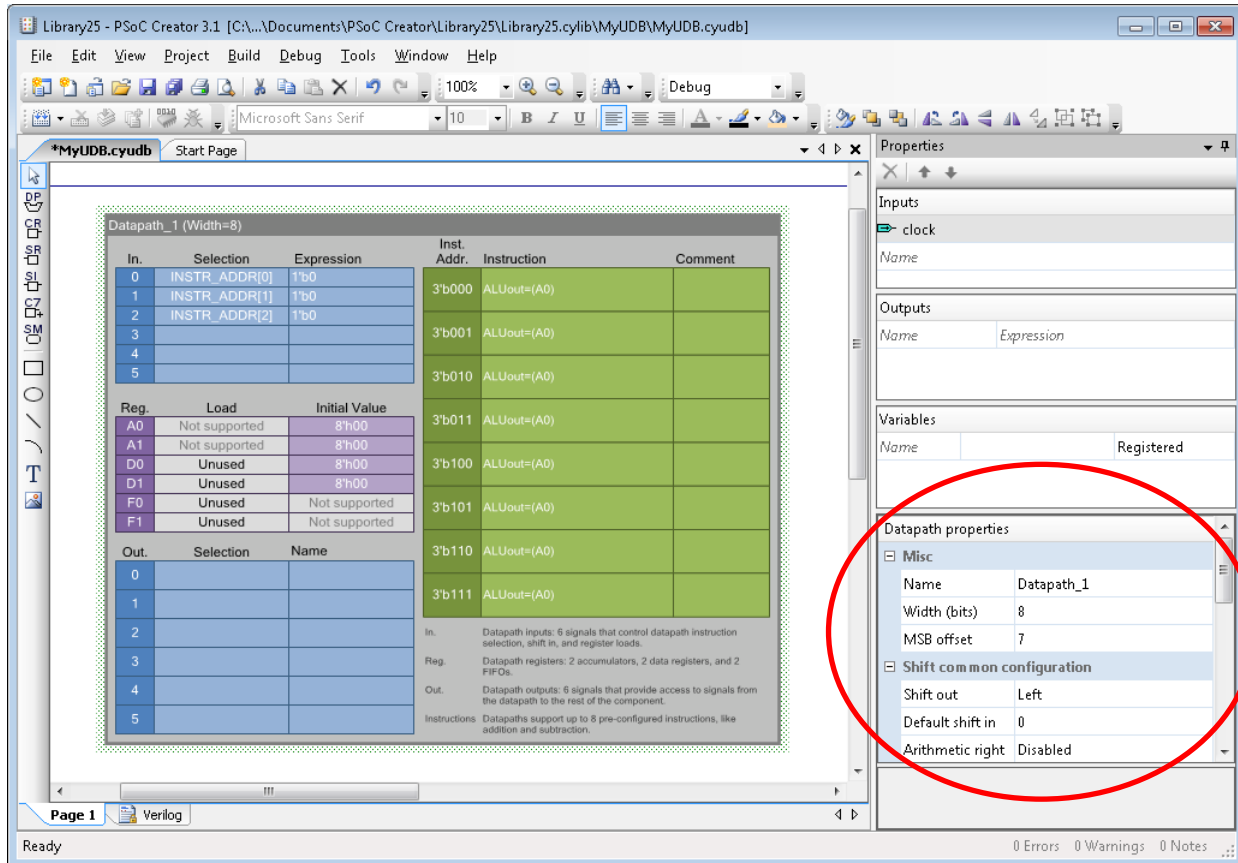 Library25 - PSoC Creator 3.1 [C:\...\Documents\PSoC Creator\Library25\Library25.cylib\MyUDB\MyUDB.cyudb]
File Edit View Project Build Debug Tools Window Help
100% Debug
Microsoft Sans Serif 10 B I U A
*MyUDB.cyudb Start Page
DP
CR
SR
SI
C7
SM
T
Datapath_1 (Width=8)
In. Selection Expression
0 INSTR_ADDR[0] 1'b0
1 INSTR_ADDR[1] 1'b0
2 INSTR_ADDR[2] 1'b0
3
4
5
Reg. Load Initial Value
A0 Not supported 8'h00
A1 Not supported 8'h00
D0 Unused 8'h00
D1 Unused 8'h00
F0 Unused Not supported
F1 Unused Not supported
Out. Selection Name
0
1
2
3
4
5
Inst.
Addr. Instruction Comment
3'b000 ALUout=(A0)
3'b001 ALUout=(A0)
3'b010 ALUout=(A0)
3'b011 ALUout=(A0)
3'b100 ALUout=(A0)
3'b101 ALUout=(A0)
3'b110 ALUout=(A0)
3'b111 ALUout=(A0)
In. Datapath inputs: 6 signals that control datapath instruction
selection, shift in, and register loads.
Reg. Datapath registers: 2 accumulators, 2 data registers, and 2
FIFOs.
Out. Datapath outputs: 6 signals that provide access to signals from
the datapath to the rest of the component.
Instructions Datapaths support up to 8 pre-configured instructions, like
addition and subtraction.
Page 1 Verilog
Properties
Inputs
clock
Name
Outputs
Name Expression
Variables
Name Registered
Datapath properties
Misc
Name Datapath_1
Width (bits) 8
MSB offset 7
Shift common configuration
Shift out Left
Default shift in 0
Arithmetic right Disabled
Ready 0 Errors 0 Warnings 0 Notes